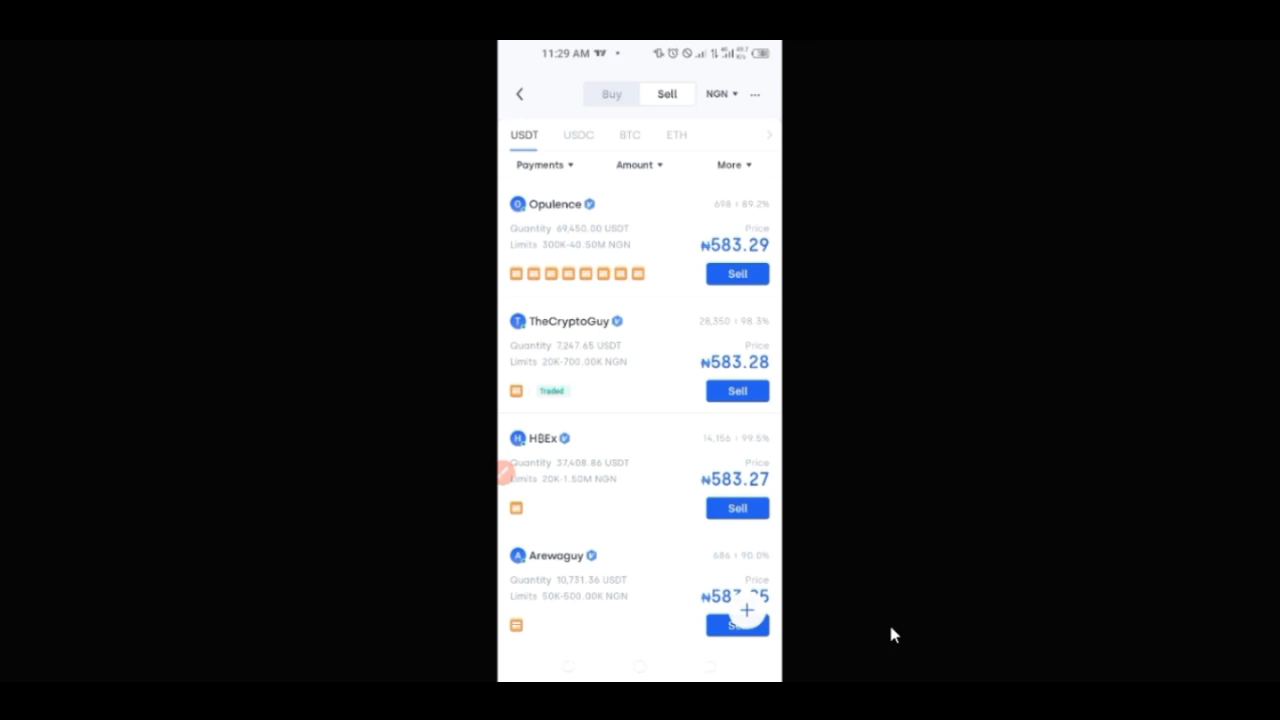 11:29 AM
Buy Sell NGN
USDT USDC BTC ETH
Payments Amount More
Opulence 698 | 89.2%
Quantity 69,450.00 USDT Price
Limits 300K-40.50M NGN ₦583.29
Sell
TheCryptoGuy 28,350 | 98.3%
Quantity 7,247.65 USDT Price
Limits 20K-700.00K NGN ₦583.28
Traded Sell
HBEx 14,156 | 99.5%
Quantity 37,408.86 USDT Price
Limits 20K-1.50M NGN ₦583.27
Sell
Arewaguy 686 | 90.0%
Quantity 10,731.36 USDT Price
Limits 50K-500.00K NGN